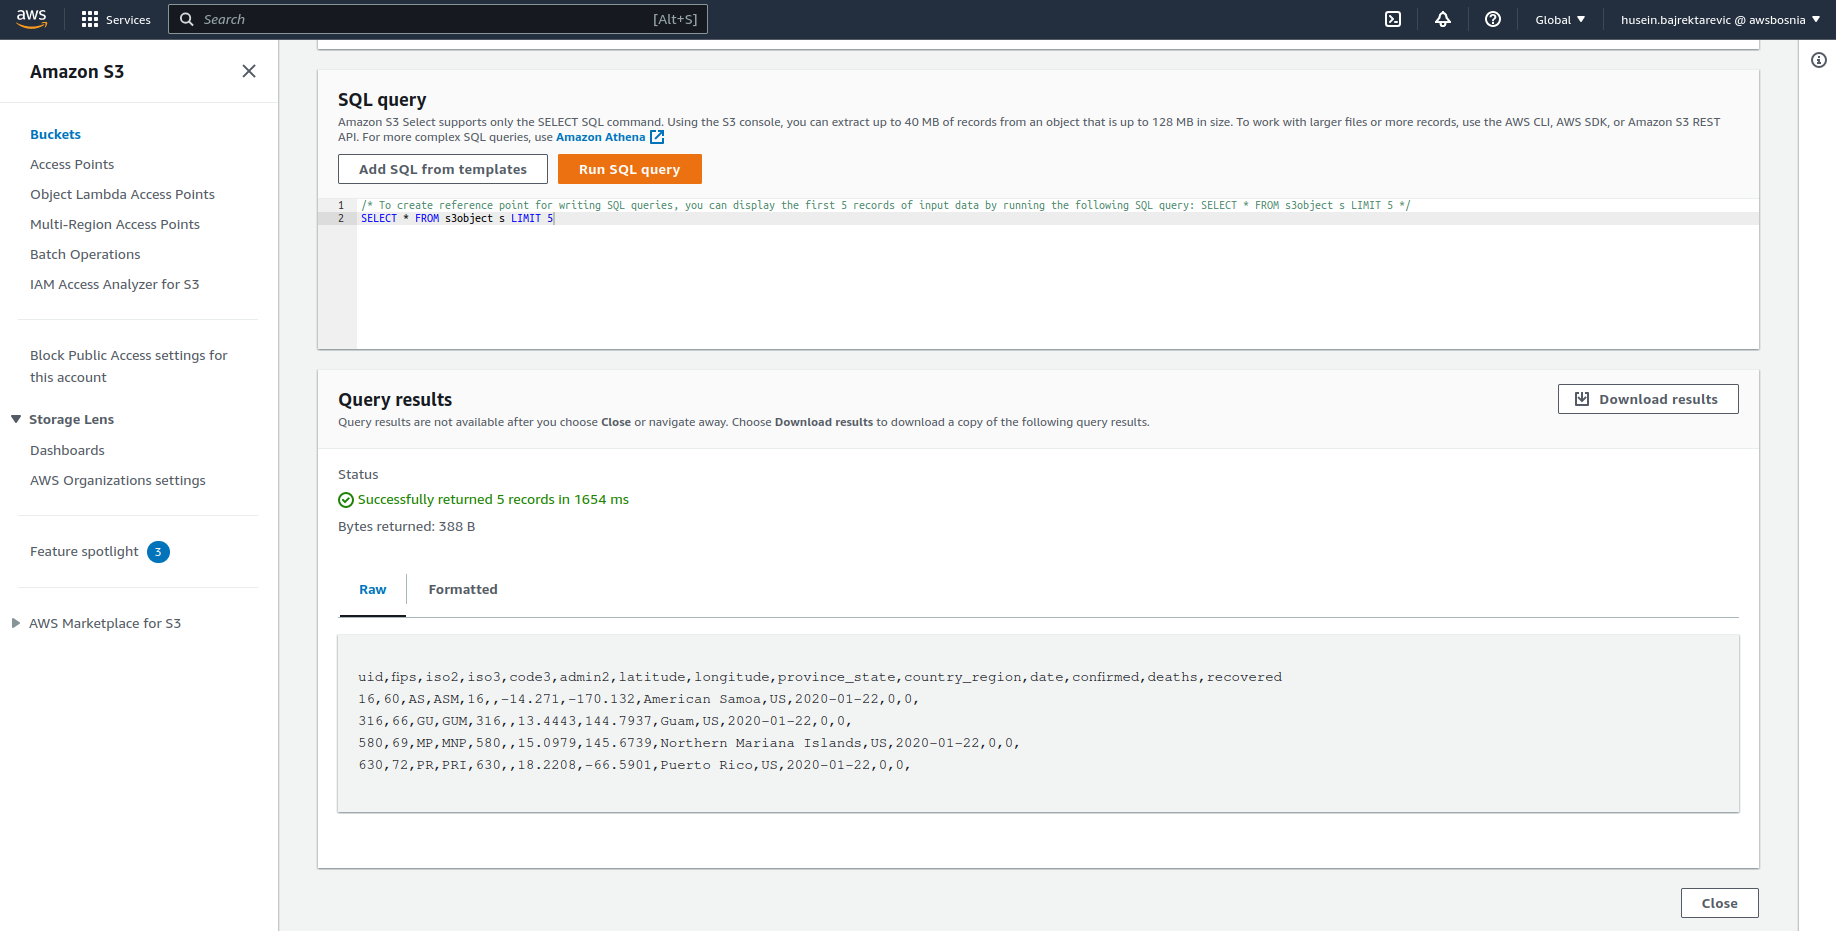 aws
Services
Search
[Alt+S]
Global
husein.bajrektarevic @ awsbosnia
Amazon S3
Buckets
Access Points
Object Lambda Access Points
Multi-Region Access Points
Batch Operations
IAM Access Analyzer for S3
Block Public Access settings for
this account
Storage Lens
Dashboards
AWS Organizations settings
Feature spotlight 3
AWS Marketplace for S3
SQL query
Amazon S3 Select supports only the SELECT SQL command. Using the S3 console, you can extract up to 40 MB of records from an object that is up to 128 MB in size. To work with larger files or more records, use the AWS CLI, AWS SDK, or Amazon S3 REST
API. For more complex SQL queries, use Amazon Athena
Add SQL from templates
Run SQL query
1 /* To create reference point for writing SQL queries, you can display the first 5 records of input data by running the following SQL query: SELECT * FROM s3object s LIMIT 5 */
2 SELECT * FROM s3object s LIMIT 5
Query results
Download results
Query results are not available after you choose Close or navigate away. Choose Download results to download a copy of the following query results.
Status
Successfully returned 5 records in 1654 ms
Bytes returned: 388 B
Raw
Formatted
uid,fips,iso2,iso3,code3,admin2,latitude,longitude,province_state,country_region,date,confirmed,deaths,recovered
16,60,AS,ASM,16,,-14.271,-170.132,American Samoa,US,2020-01-22,0,0,
316,66,GU,GUM,316,,13.4443,144.7937,Guam,US,2020-01-22,0,0,
580,69,MP,MNP,580,,15.0979,145.6739,Northern Mariana Islands,US,2020-01-22,0,0,
630,72,PR,PRI,630,,18.2208,-66.5901,Puerto Rico,US,2020-01-22,0,0,
Close